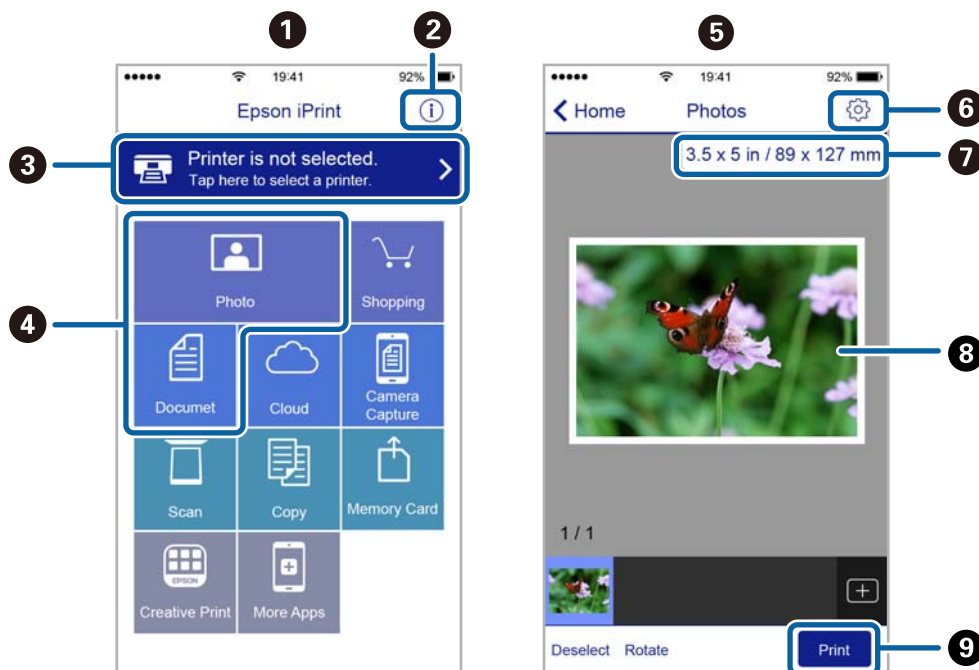 1 2
19:41 92%
Epson iPrint
3
Printer is not selected.
Tap here to select a printer.
4
Photo Shopping
Documet Cloud Camera
Capture
Scan Copy Memory Card
EPSON
Creative Print More Apps
5
19:41 92%
Home Photos
6
3.5 x 5 in / 89 x 127 mm
7
8
1 / 1
Deselect Rotate Print
9